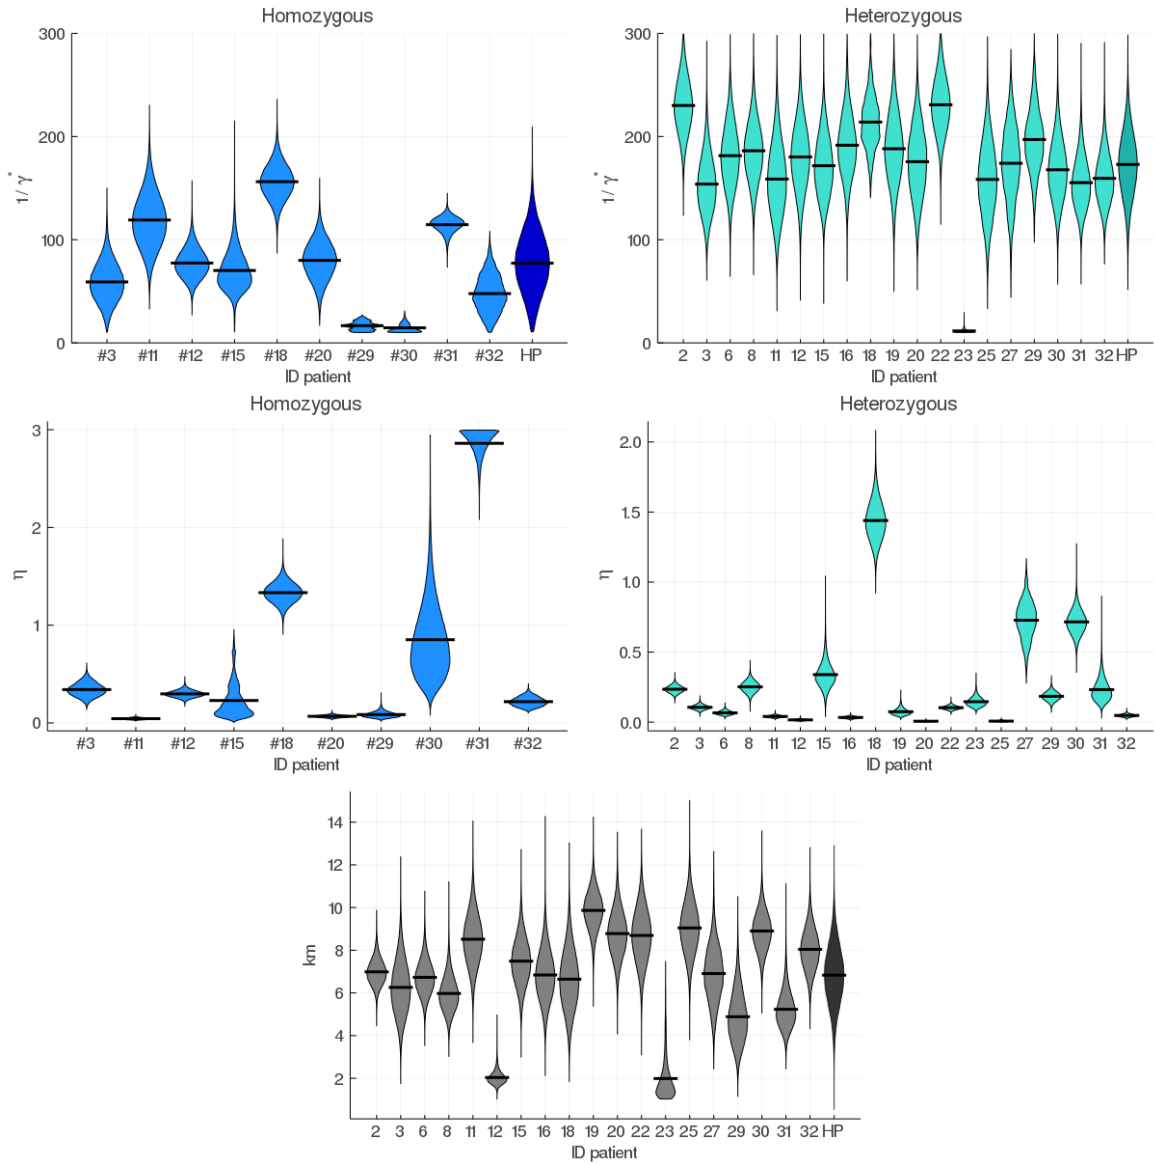 Homozygous
300
200
100
0
1/ γ*
#3 #11 #12 #15 #18 #20 #29 #30 #31 #32 HP
ID patient
Heterozygous
300
200
100
0
1/ γ*
2 3 6 8 11 12 15 16 18 19 20 22 23 25 27 29 30 31 32 HP
ID patient
Homozygous
3
2
1
0
η
#3 #11 #12 #15 #18 #20 #29 #30 #31 #32
ID patient
Heterozygous
2.0
1.5
1.0
0.5
0.0
η
2 3 6 8 11 12 15 16 18 19 20 22 23 25 27 29 30 31 32
ID patient
14
12
10
8
6
4
2
km
2 3 6 8 11 12 15 16 18 19 20 22 23 25 27 29 30 31 32 HP
ID patient